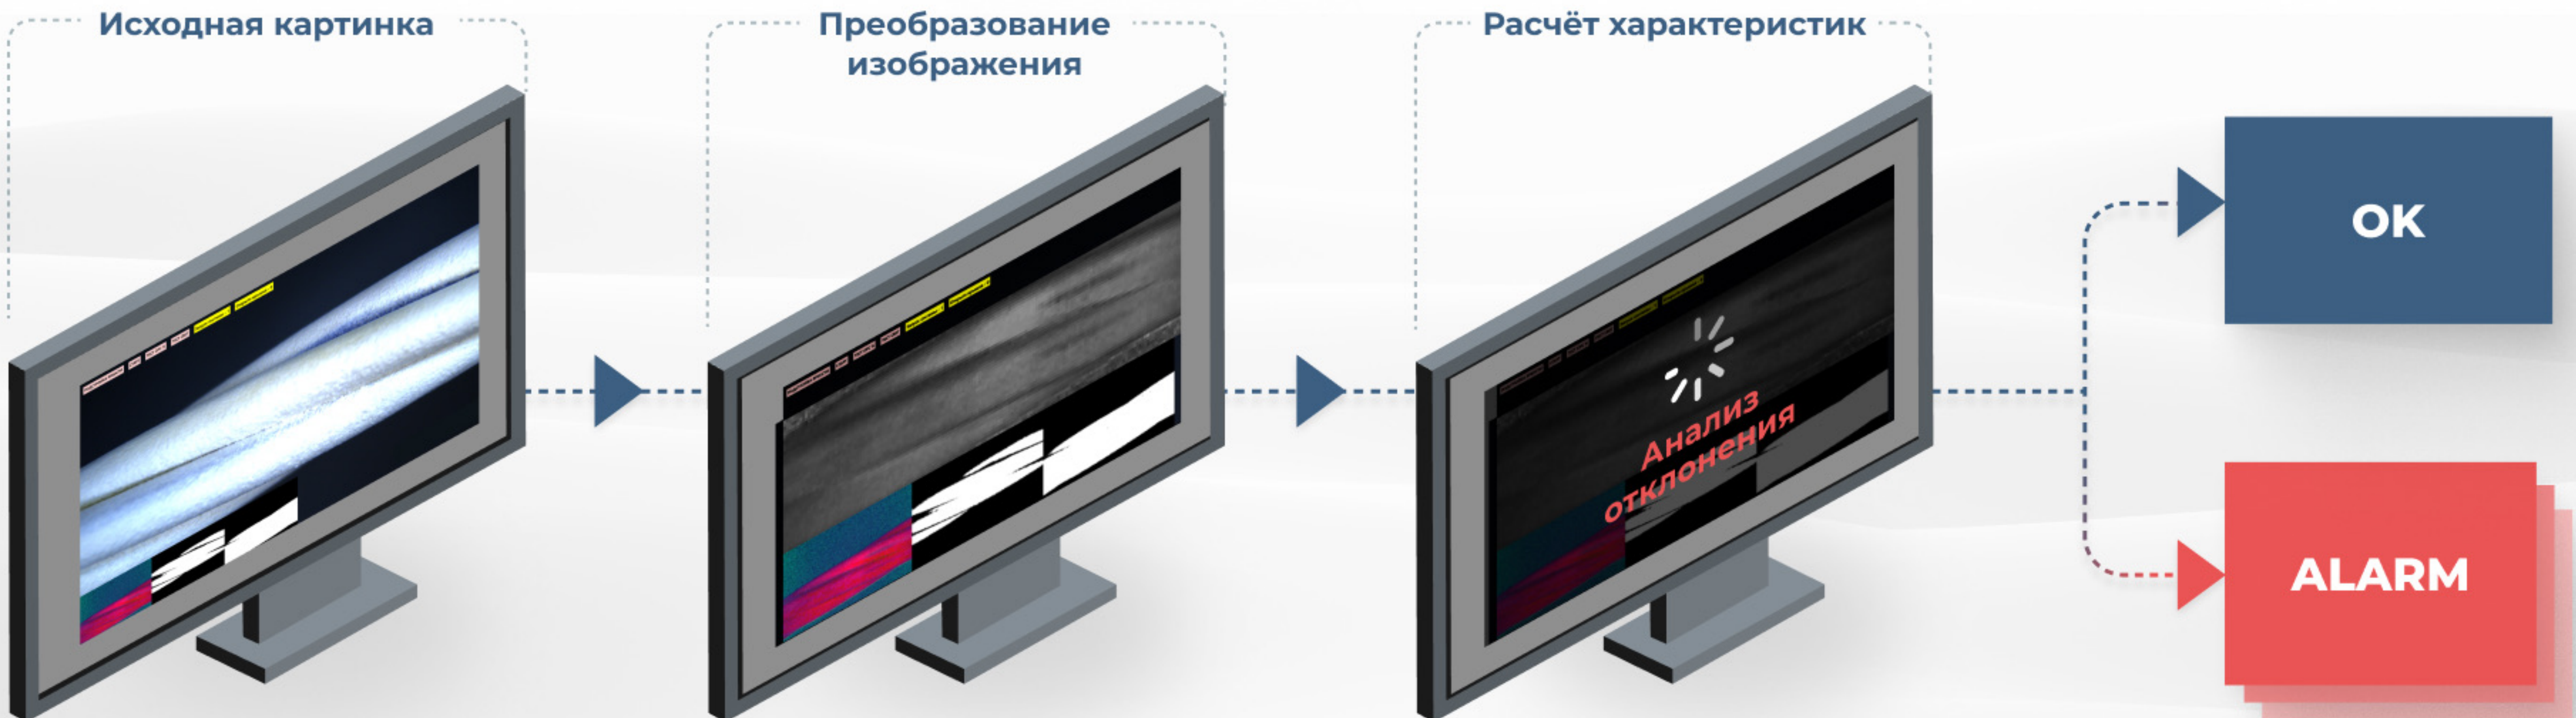 Исходная картинка
Преобразование
изображения
Расчёт характеристик
Анализ
отклонения
OK
ALARM